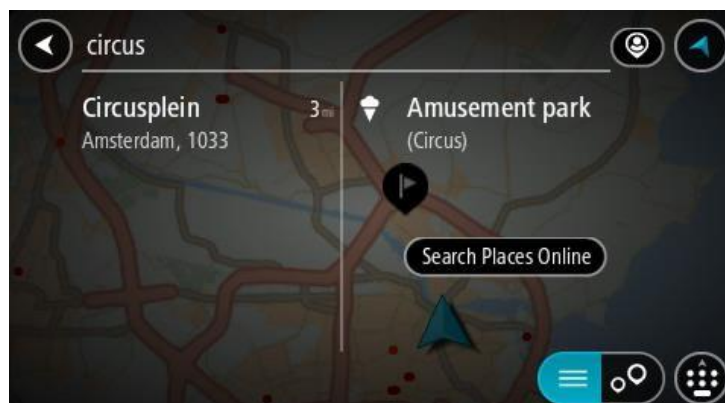 circus
Circusplein 3 mi
Amsterdam, 1033
Amusement park
(Circus)
Search Places Online